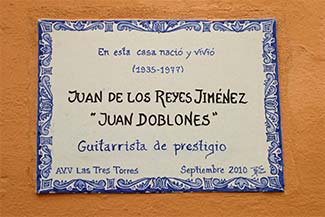 En esta casa nació y vivió
(1935-1977)
JUAN DE LOS REYES JIMÉNEZ
"JUAN DOBLONES"
Guitarrista de prestigio
AVV LAS TRES TORRES Septiembre 2010